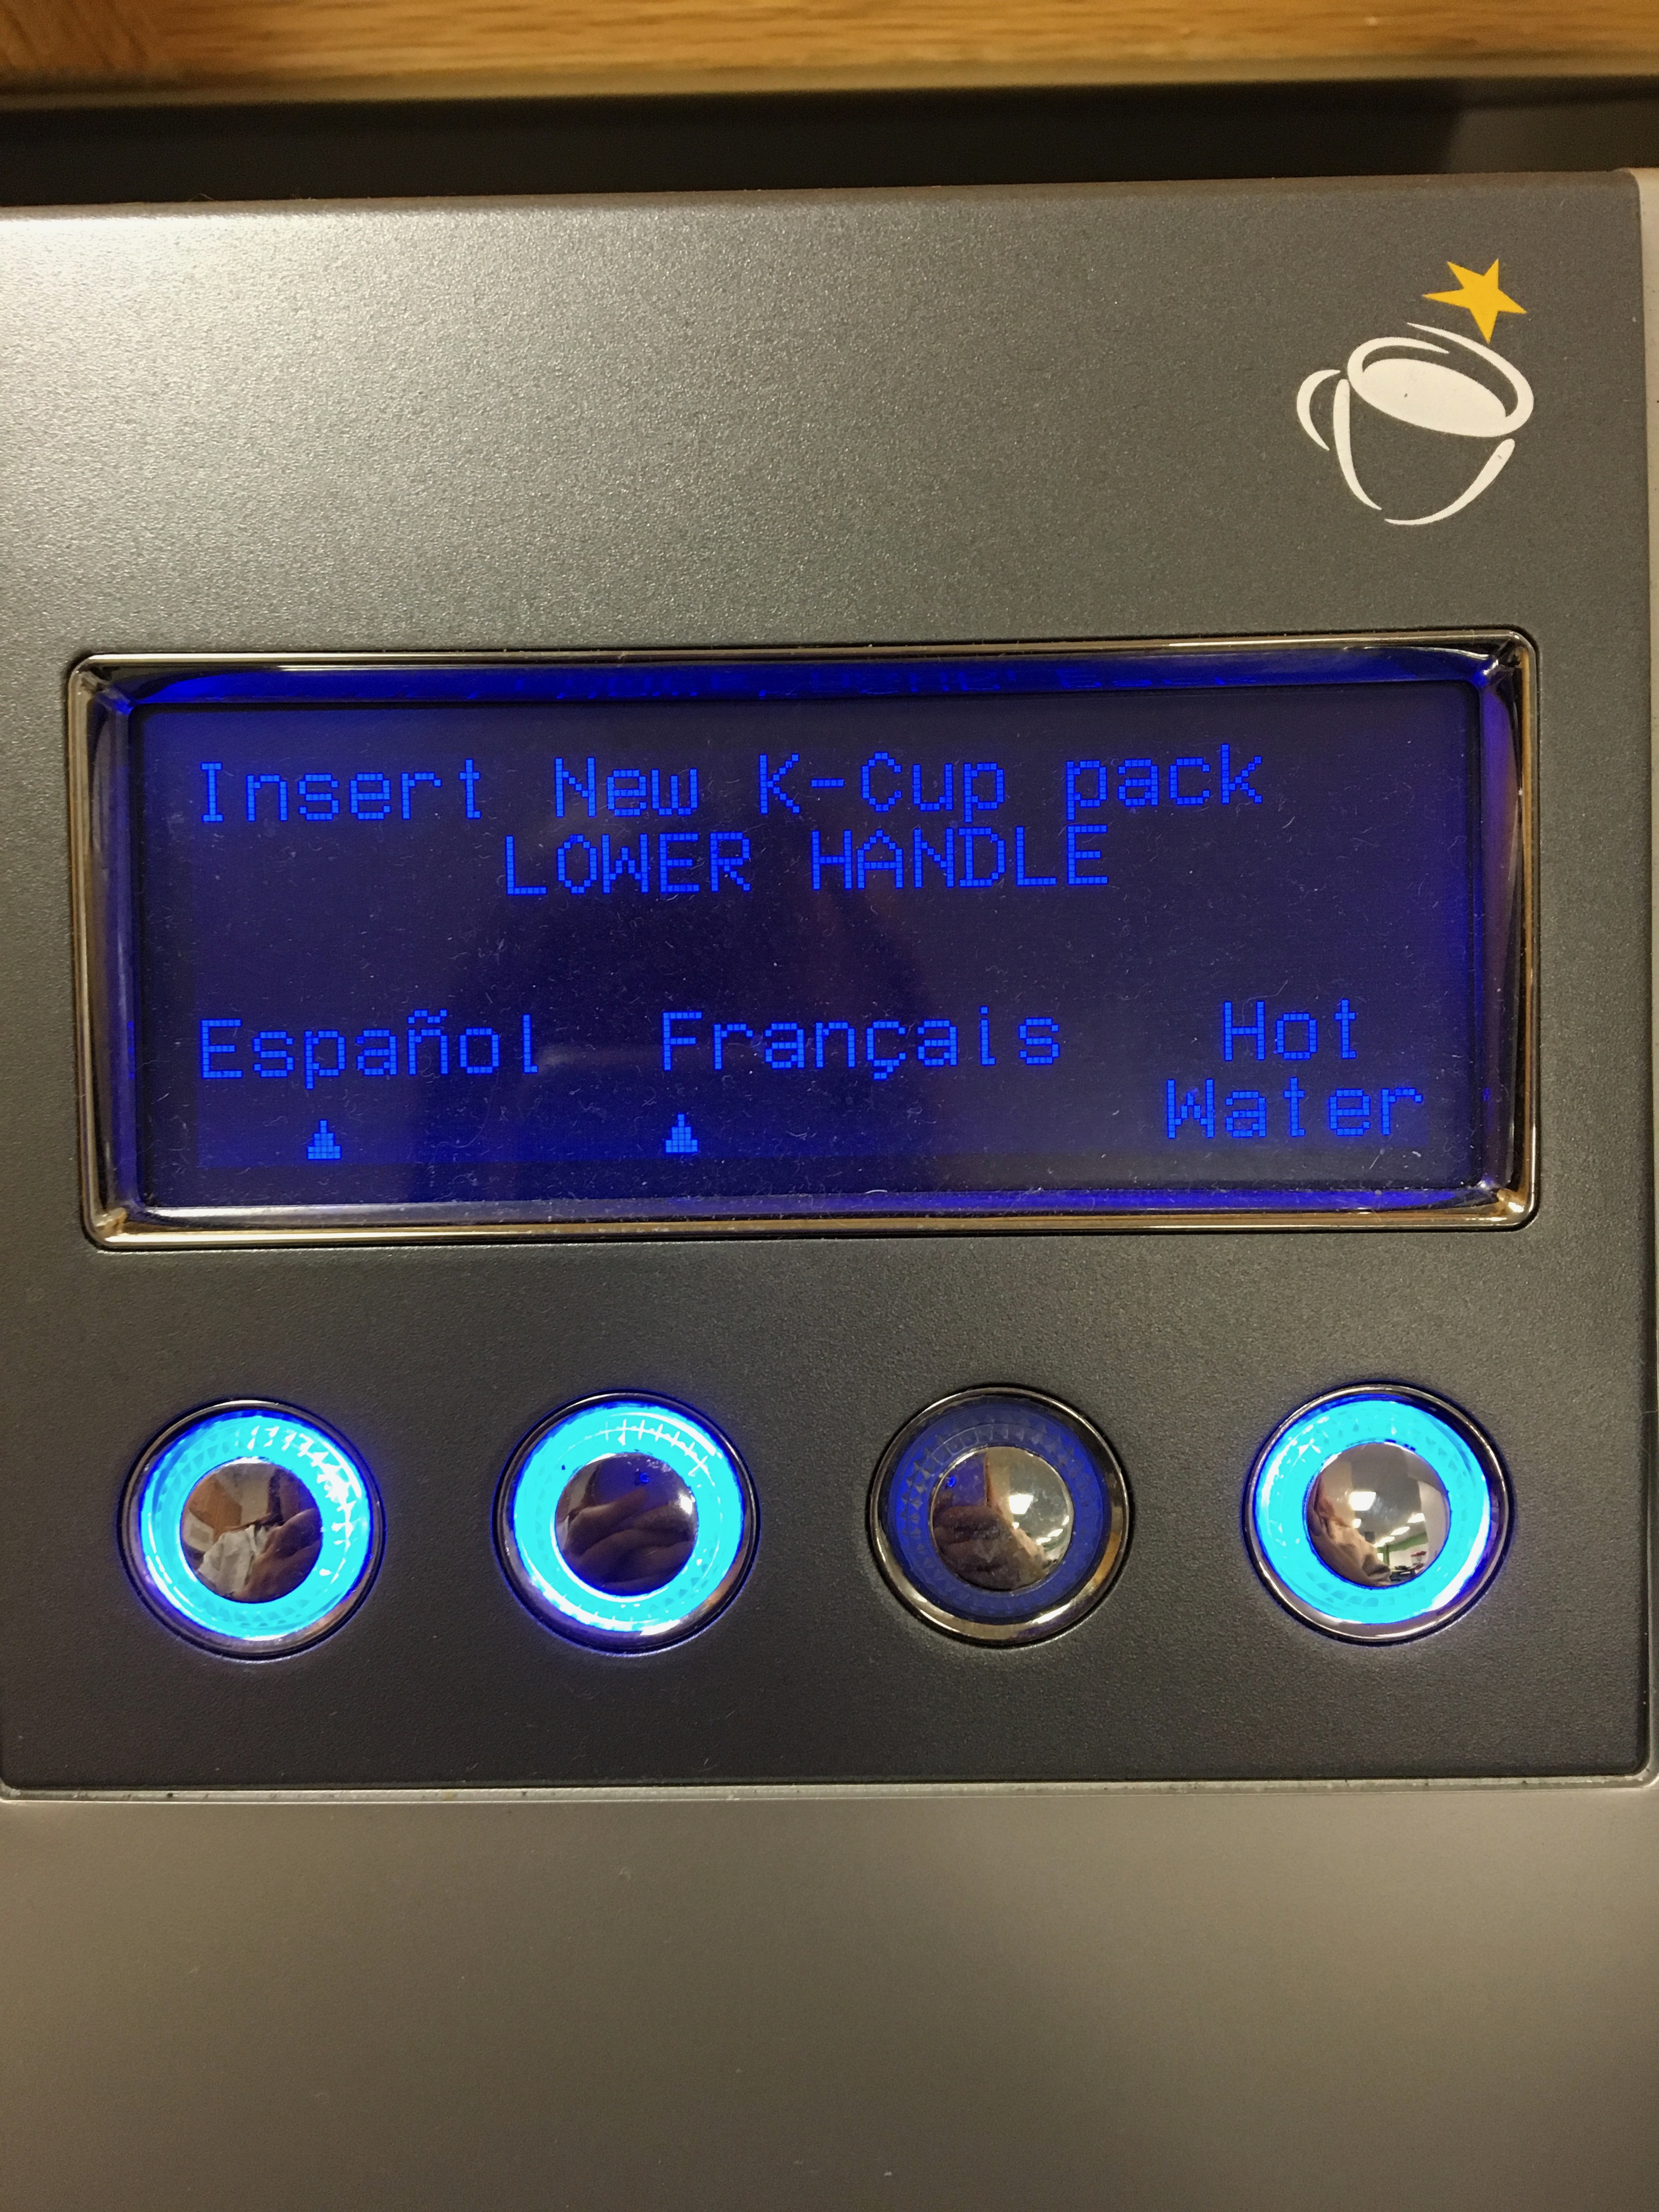 Insert New K-Cup pack
LOWER HANDLE
Español Français Hot
Water